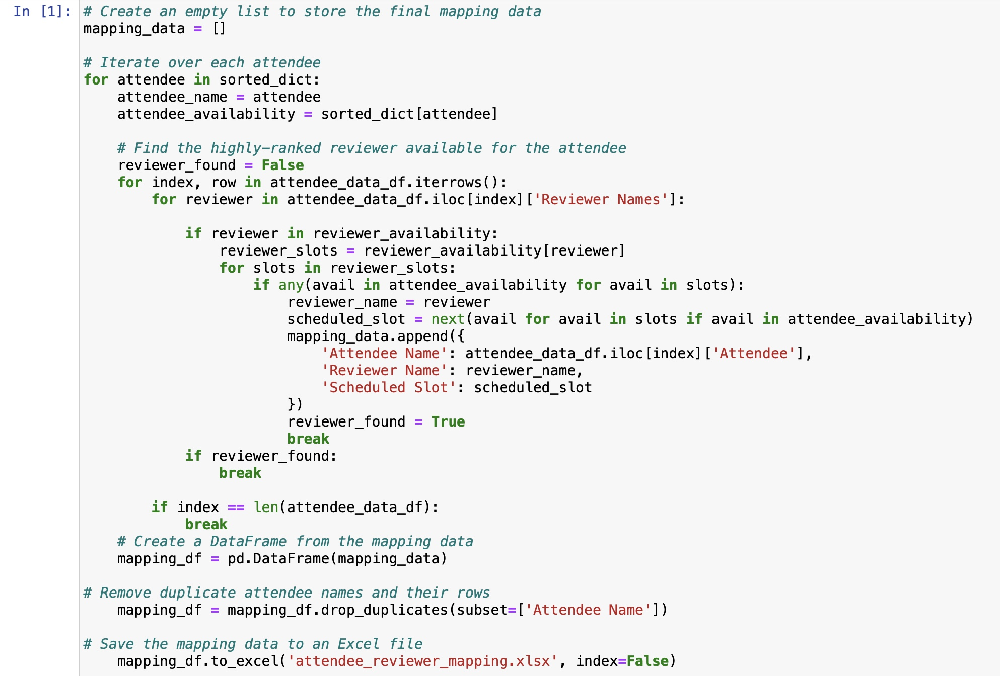 In [1]: # Create an empty list to store the final mapping data
mapping_data = []

# Iterate over each attendee
for attendee in sorted_dict:
    attendee_name = attendee
    attendee_availability = sorted_dict[attendee]

    # Find the highly-ranked reviewer available for the attendee
    reviewer_found = False
    for index, row in attendee_data_df.iterrows():
        for reviewer in attendee_data_df.iloc[index]['Reviewer Names']:

            if reviewer in reviewer_availability:
                reviewer_slots = reviewer_availability[reviewer]
                for slots in reviewer_slots:
                    if any(avail in attendee_availability for avail in slots):
                        reviewer_name = reviewer
                        scheduled_slot = next(avail for avail in slots if avail in attendee_availability)
                        mapping_data.append({
                            'Attendee Name': attendee_data_df.iloc[index]['Attendee'],
                            'Reviewer Name': reviewer_name,
                            'Scheduled Slot': scheduled_slot
                        })
                        reviewer_found = True
                        break
            if reviewer_found:
                break

        if index == len(attendee_data_df):
            break
    # Create a DataFrame from the mapping data
    mapping_df = pd.DataFrame(mapping_data)

# Remove duplicate attendee names and their rows
    mapping_df = mapping_df.drop_duplicates(subset=['Attendee Name'])

# Save the mapping data to an Excel file
    mapping_df.to_excel('attendee_reviewer_mapping.xlsx', index=False)